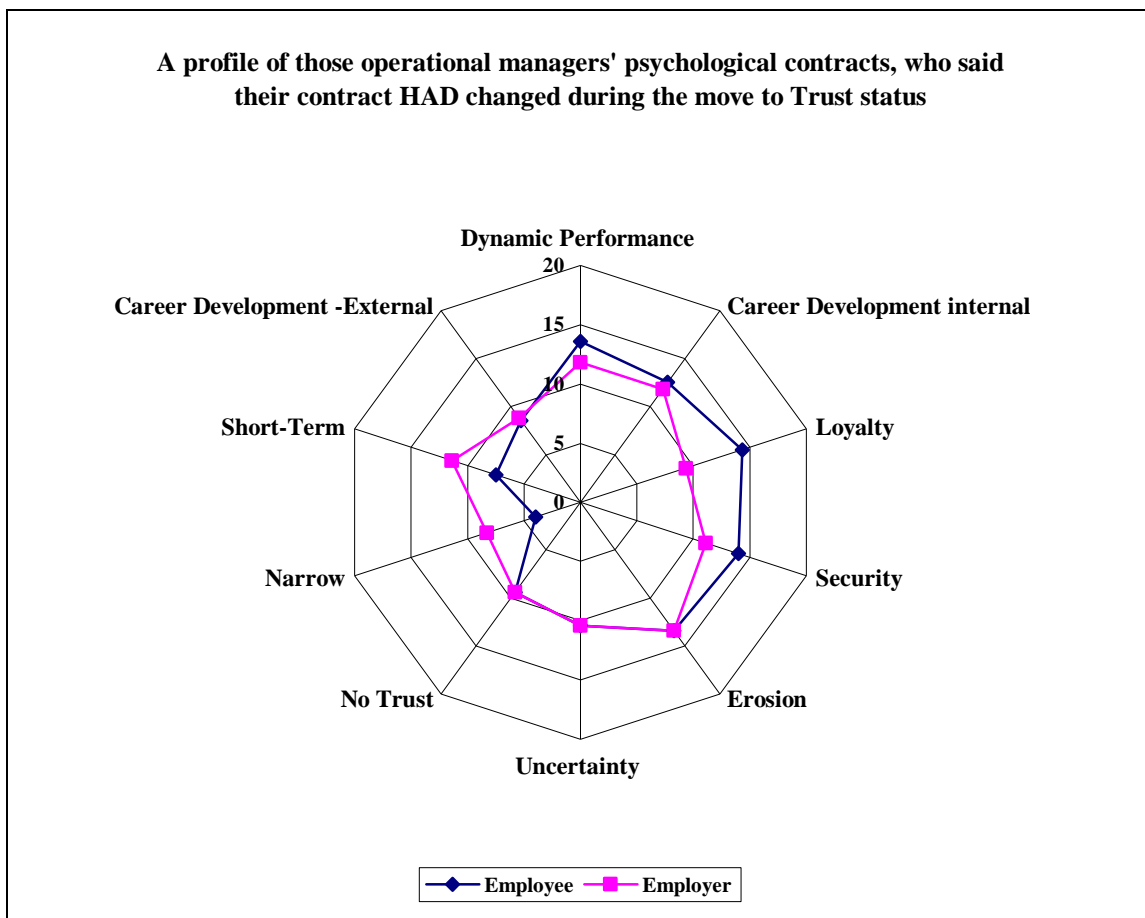 A profile of those operational managers' psychological contracts, who said
their contract HAD changed during the move to Trust status
Dynamic Performance
20
Career Development -External
Career Development internal
15
10
Short-Term
Loyalty
5
0
Narrow
Security
No Trust
Erosion
Uncertainty
Employee
Employer